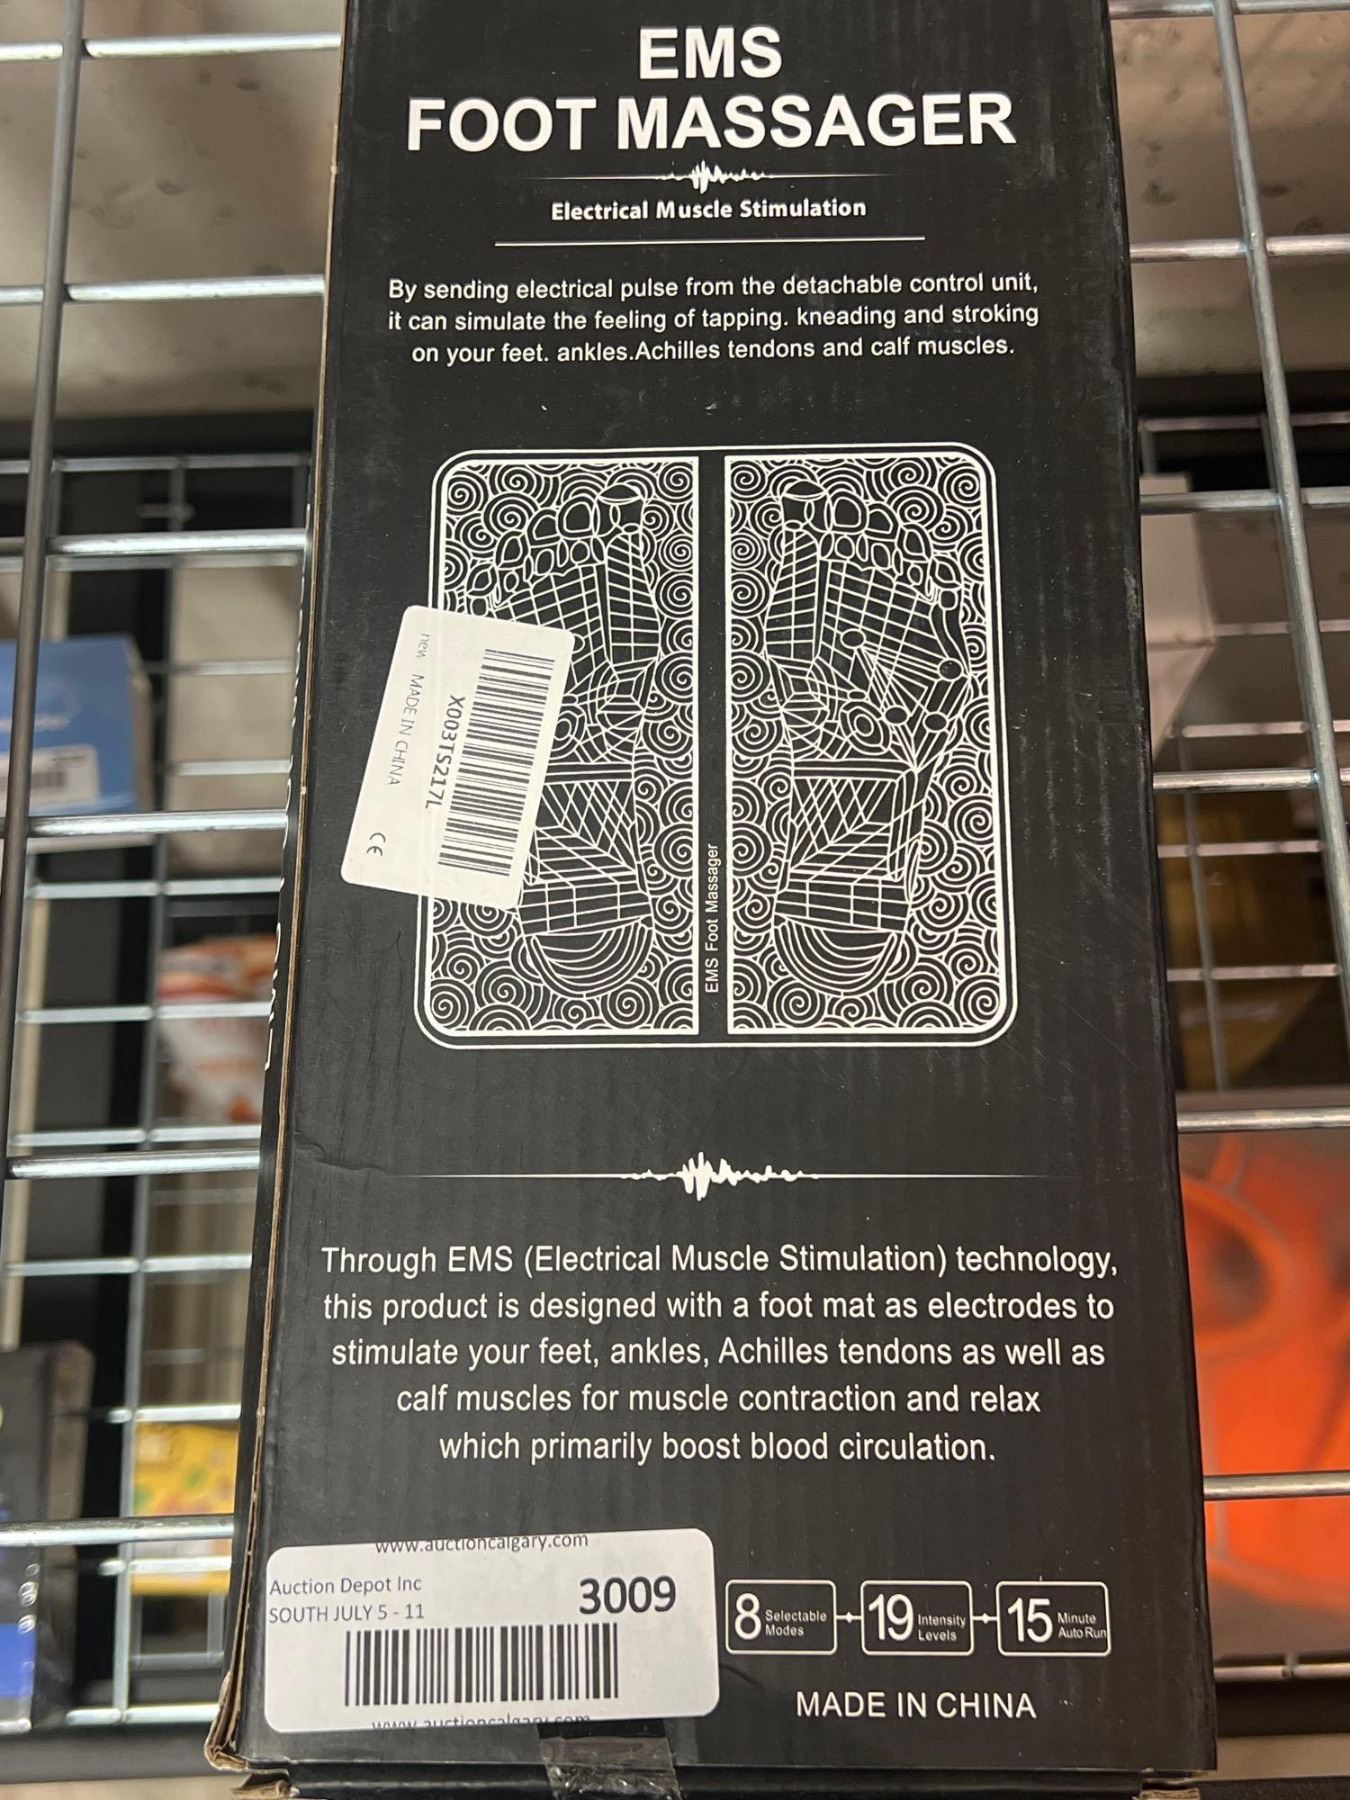 EMS
FOOT MASSAGER
Electrical Muscle Stimulation
By sending electrical pulse from the detachable control unit,
it can simulate the feeling of tapping. kneading and stroking
on your feet. ankles.Achilles tendons and calf muscles.
X003TS217L
new MADE IN CHINA
CE
EMS Foot Massager
Through EMS (Electrical Muscle Stimulation) technology,
this product is designed with a foot mat as electrodes to
stimulate your feet, ankles, Achilles tendons as well as
calf muscles for muscle contraction and relax
which primarily boost blood circulation.
www.auctioncalgary.com
Auction Depot Inc
SOUTH JULY 5 - 11
3009
www.auctioncalgary.com
8 Selectable Modes
19 Intensity Levels
15 Minute Auto Run
MADE IN CHINA